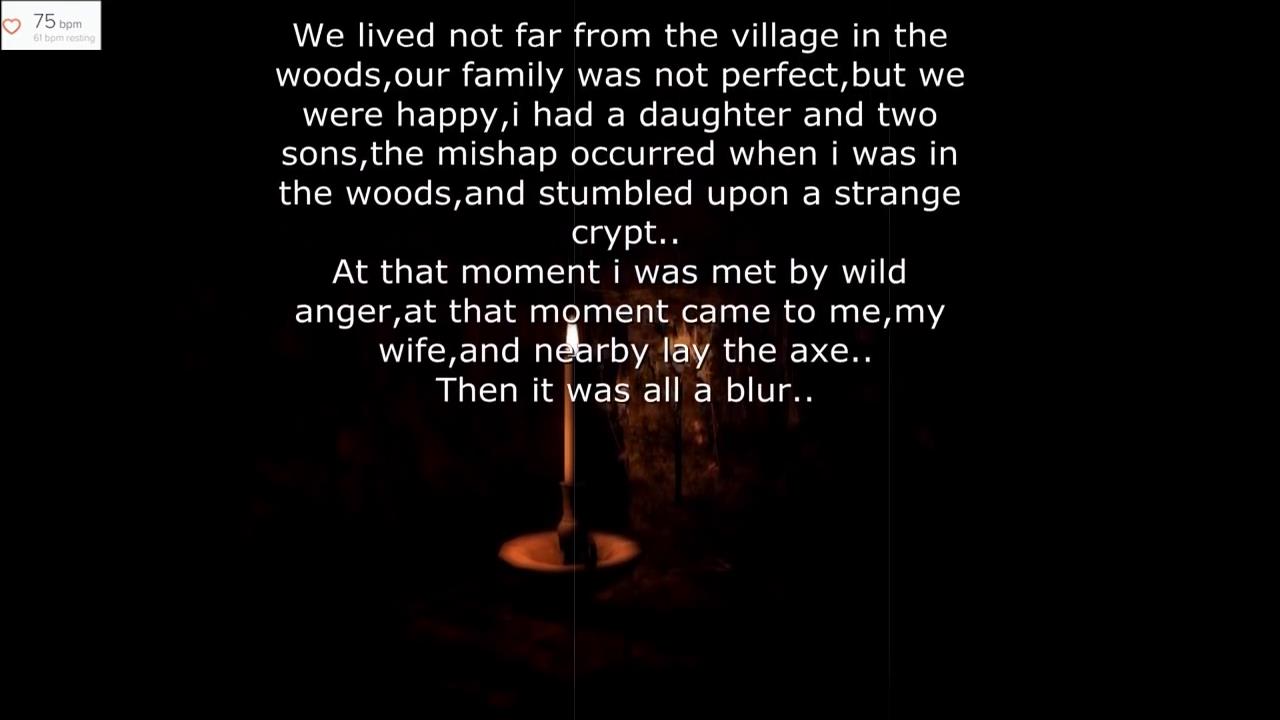 75 bpm
61 bpm resting
We lived not far from the village in the
woods,our family was not perfect,but we
were happy,i had a daughter and two
sons,the mishap occurred when i was in
the woods,and stumbled upon a strange
crypt..
At that moment i was met by wild
anger,at that moment came to me,my
wife,and nearby lay the axe..
Then it was all a blur..